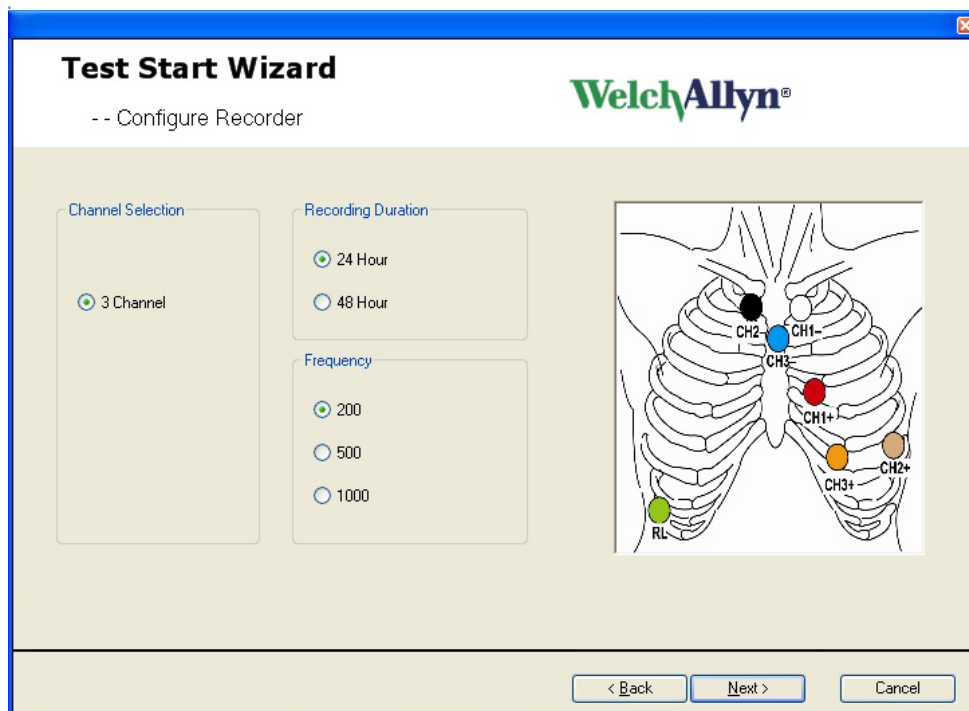 Test Start Wizard
- - Configure Recorder
WelchAllyn®
Channel Selection
3 Channel
Recording Duration
24 Hour
48 Hour
Frequency
200
500
1000
CH2-
CH1-
CH3-
CH1+
CH3+
CH2+
RL
< Back
Next >
Cancel